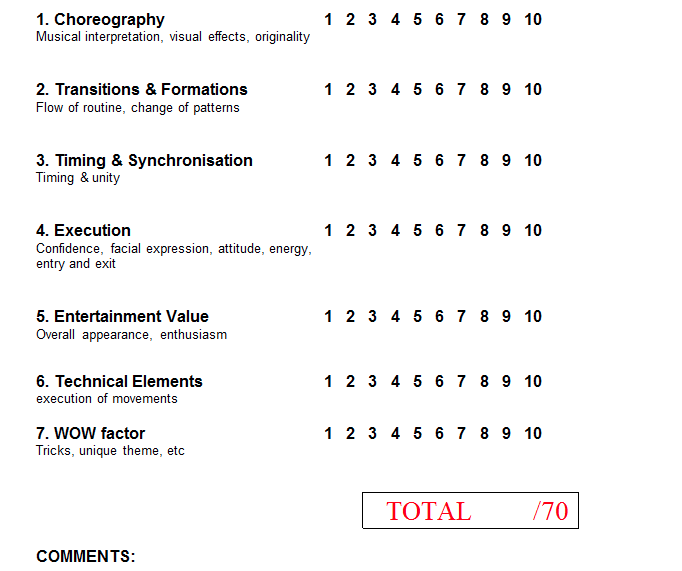 1. Choreography 1 2 3 4 5 6 7 8 9 10
Musical interpretation, visual effects, originality
2. Transitions & Formations 1 2 3 4 5 6 7 8 9 10
Flow of routine, change of patterns
3. Timing & Synchronisation 1 2 3 4 5 6 7 8 9 10
Timing & unity
4. Execution 1 2 3 4 5 6 7 8 9 10
Confidence, facial expression, attitude, energy,
entry and exit
5. Entertainment Value 1 2 3 4 5 6 7 8 9 10
Overall appearance, enthusiasm
6. Technical Elements 1 2 3 4 5 6 7 8 9 10
execution of movements
7. WOW factor 1 2 3 4 5 6 7 8 9 10
Tricks, unique theme, etc
TOTAL /70
COMMENTS: